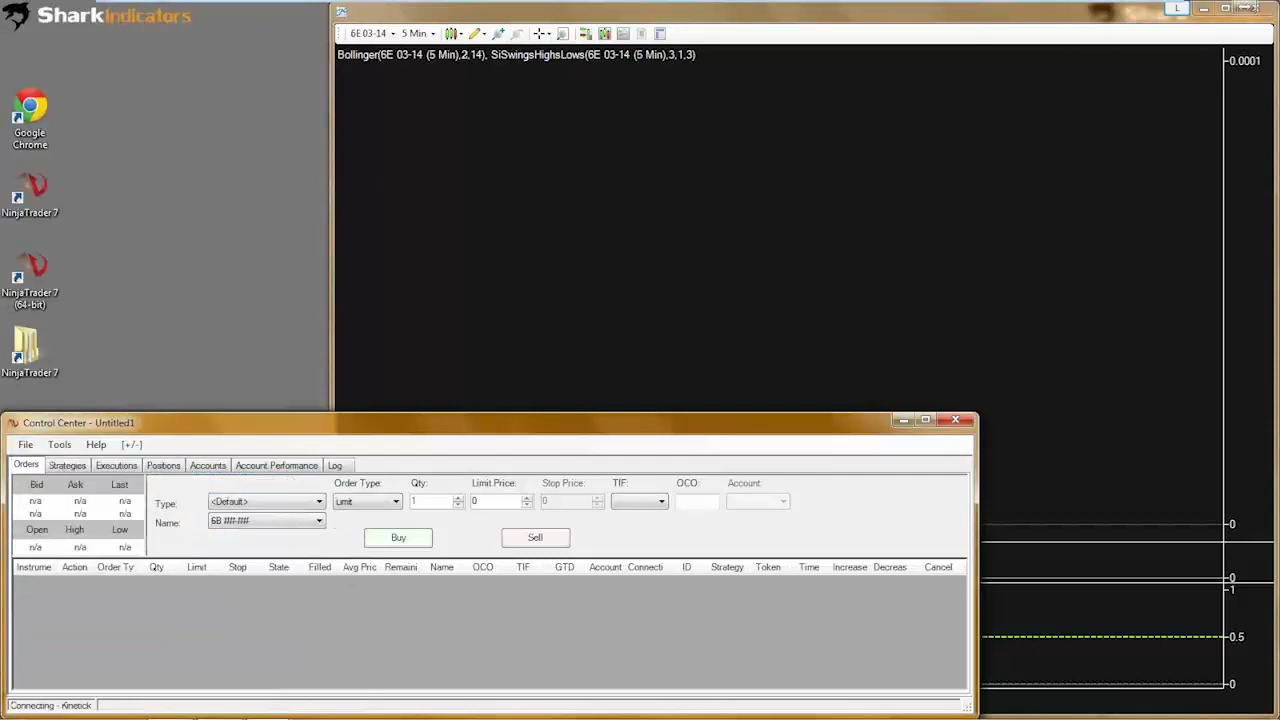 SharkIndicators
L
6E 03-14
5 Min
Bollinger(6E 03-14 (5 Min),2,14), SiSwingsHighsLows(6E 03-14 (5 Min),3,1,3)
0.0001
Google
Chrome
NinjaTrader 7
NinjaTrader 7
(64-bit)
NinjaTrader 7
Control Center - Untitled1
File Tools Help [+/-]
Orders Strategies Executions Positions Accounts Account Performance Log
Bid Ask Last
n/a n/a n/a
n/a n/a n/a
Open High Low
n/a n/a n/a
Order Type: Qty: Limit Price: Stop Price: TIF: OCO: Account:
Type: <Default> Limit 1 0 0
Name: 6B ##-##
Buy Sell
Instrume Action Order Ty Qty Limit Stop State Filled Avg Pric Remaini Name OCO TIF GTD Account Connecti ID Strategy Token Time Increase Decreas Cancel
0
0
1
0.5
0
Connecting - Kinetick